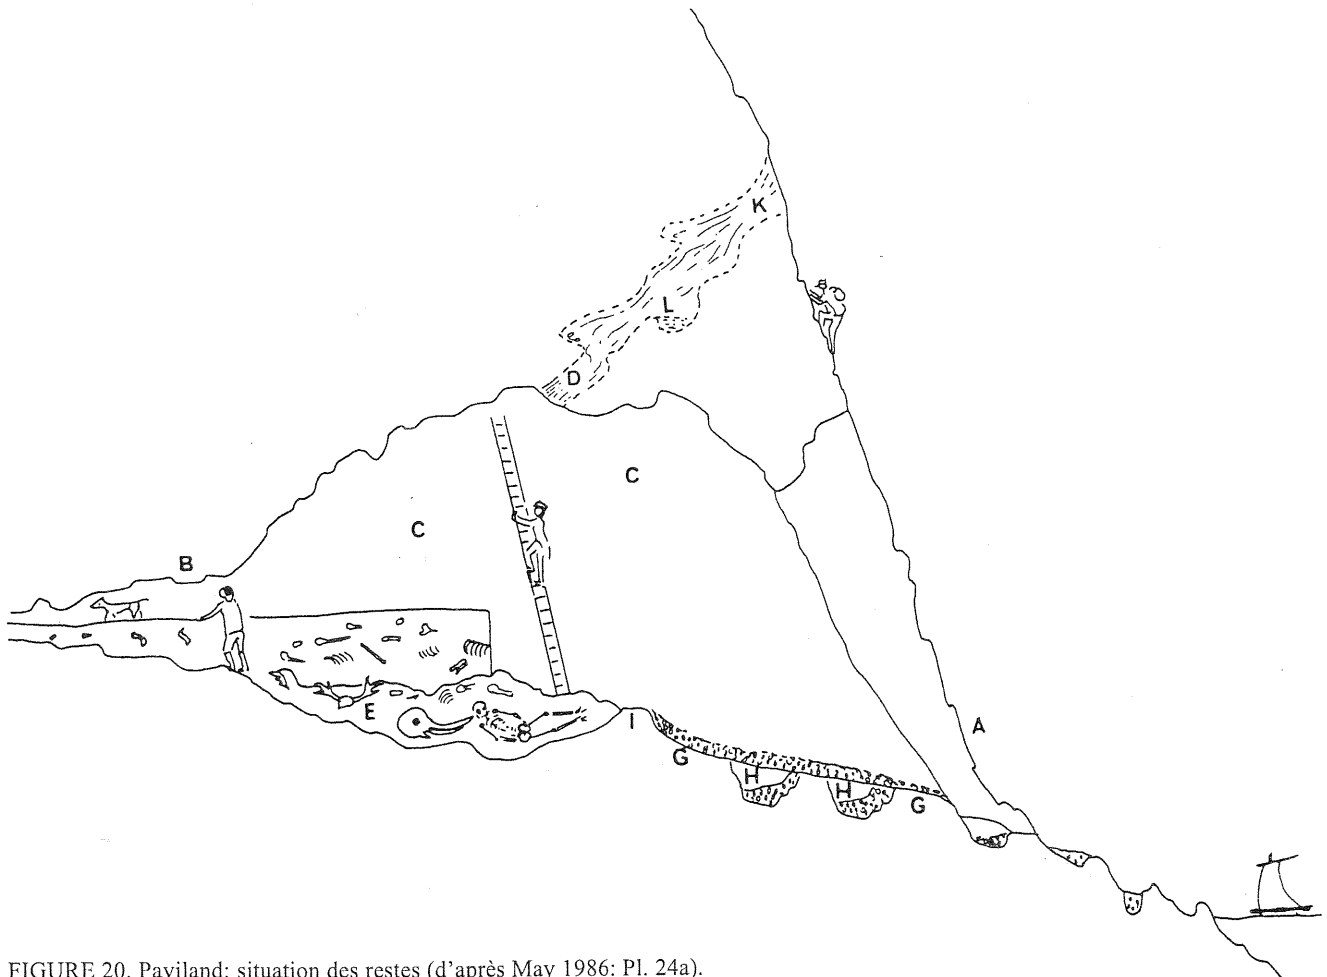 K
L
D
C
C
B
E
I
A
G
H
H
G
FIGURE 20. Paviland: situation des restes (d'après May 1986: Pl. 24a).